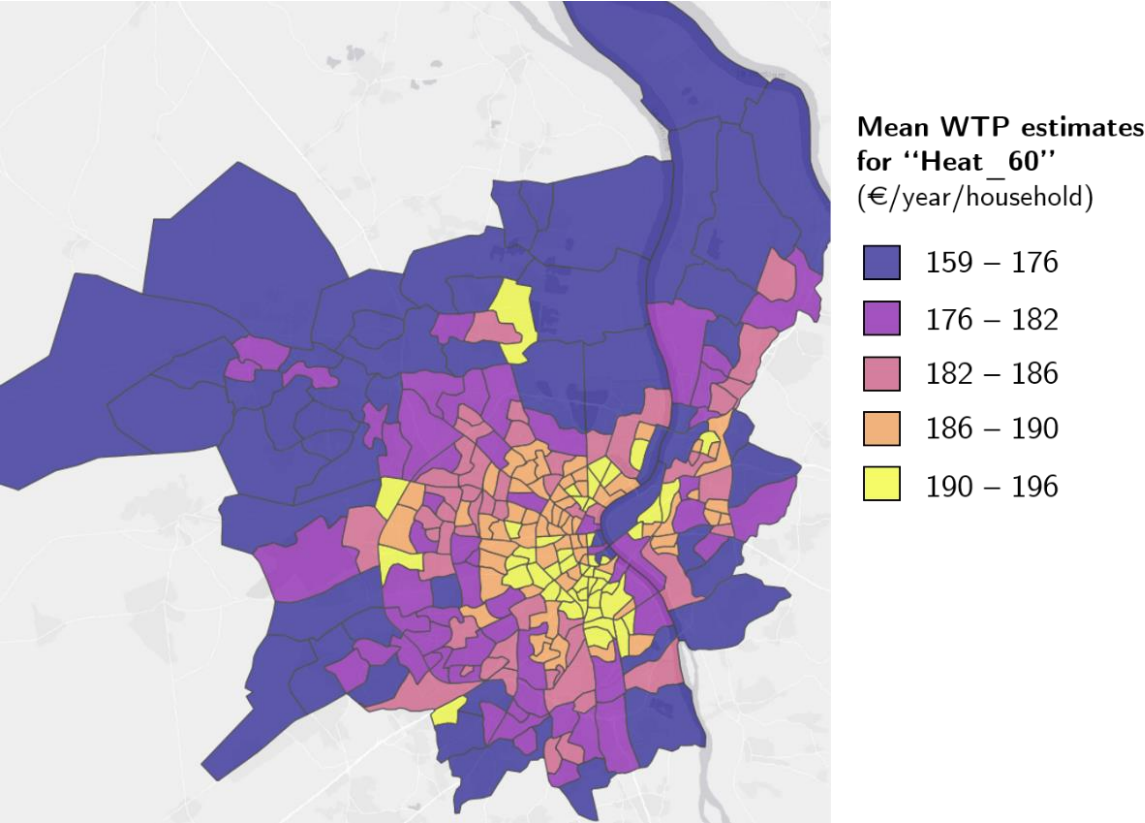 Mean WTP estimates
for “Heat_60”
(€/year/household)
159 – 176
176 – 182
182 – 186
186 – 190
190 – 196